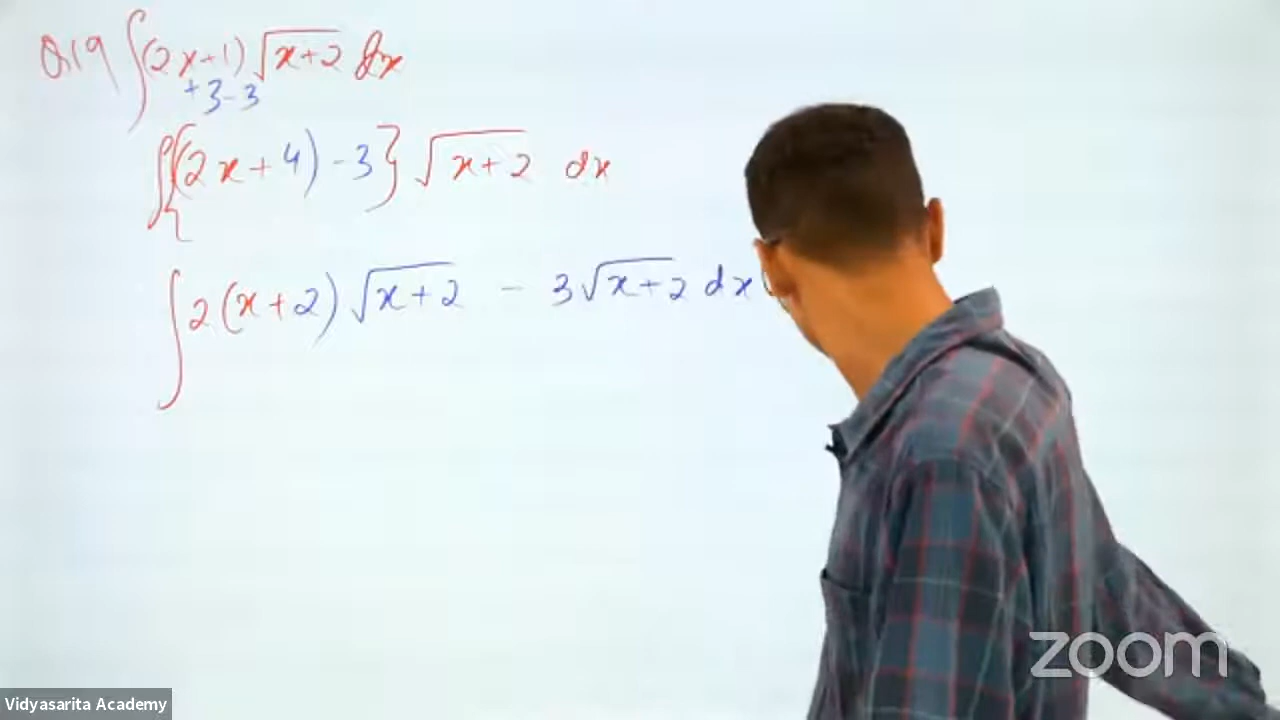 Q19 ∫(2x+1)√x+2 dx
+3-3
∫{(2x+4)-3}√x+2 dx
∫2(x+2)√x+2 - 3√x+2 dx
zoom
Vidyasarita Academy